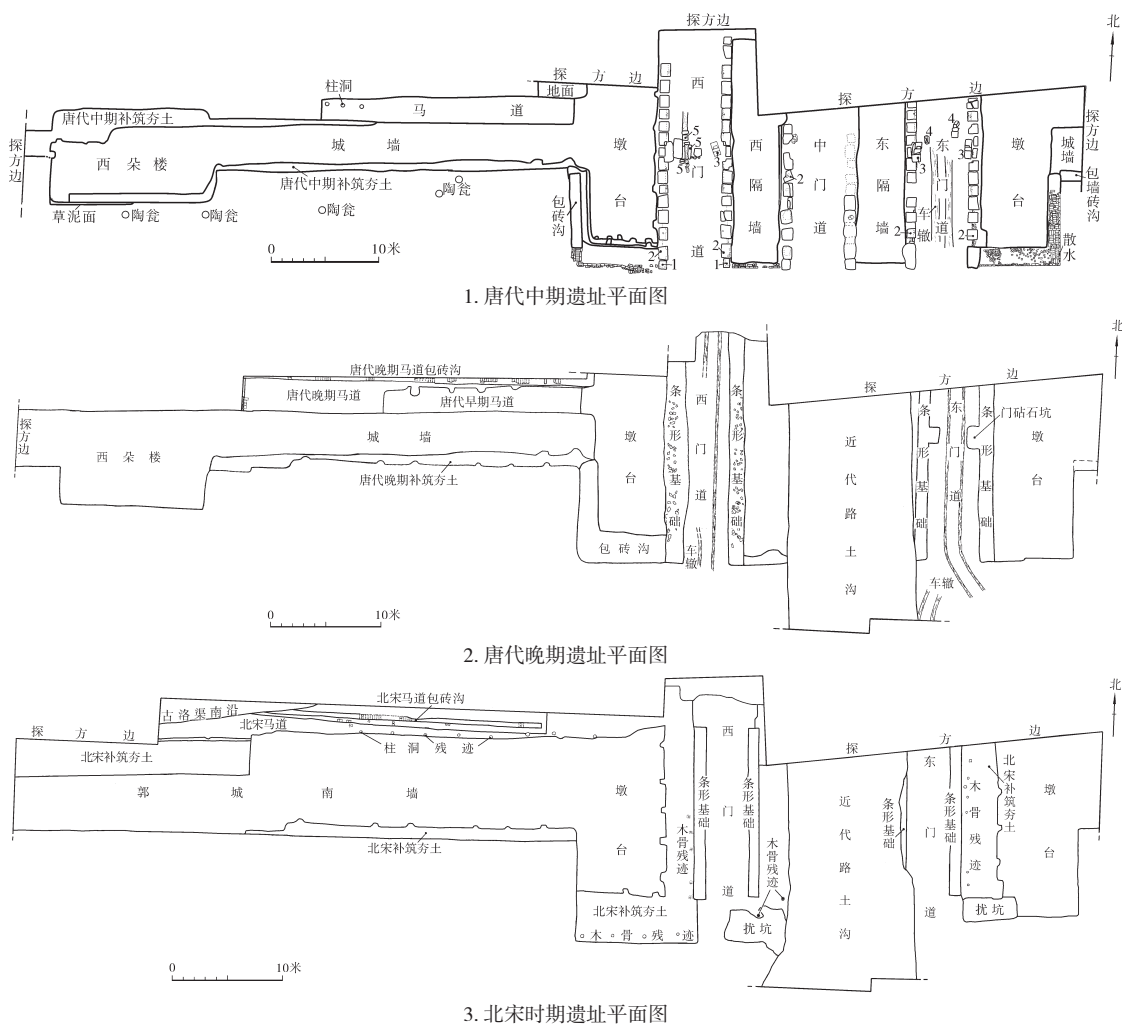 探方边
北
柱洞
探方边
地面
马道
唐代中期补筑夯土
探方边
西朵楼
城墙
唐代中期补筑夯土
草泥面
陶瓮
陶瓮
陶瓮
陶瓮
包砖沟
墩台
西门道
5
5
5
3
2
2
1
1
西隔墙
2
中门道
东隔墙
探方边
4
4
3
3
东门道
车辙
2
2
墩台
城墙
探方边
包墙砖沟
散水
0 10米
1. 唐代中期遗址平面图
北
唐代晚期马道包砖沟
唐代晚期马道
唐代早期马道
探方边
西朵楼
城墙
唐代晚期补筑夯土
墩台
包砖沟
条形基础
西门道
车辙
条形基础
近代路土沟
探方边
条形基础
东门道
车辙
条形基础
门砧石坑
墩台
0 10米
2. 唐代晚期遗址平面图
北
北宋马道包砖沟
古洛渠南沿
北宋马道
柱洞残迹
探方边
北宋补筑夯土
郭城南墙
北宋补筑夯土
墩台
北宋补筑夯土
木骨残迹
木骨残迹
条形基础
西门道
条形基础
木骨残迹
扰坑
近代路土沟
探方边
条形基础
东门道
条形基础
木骨残迹
北宋补筑夯土
扰坑
墩台
0 10米
3. 北宋时期遗址平面图